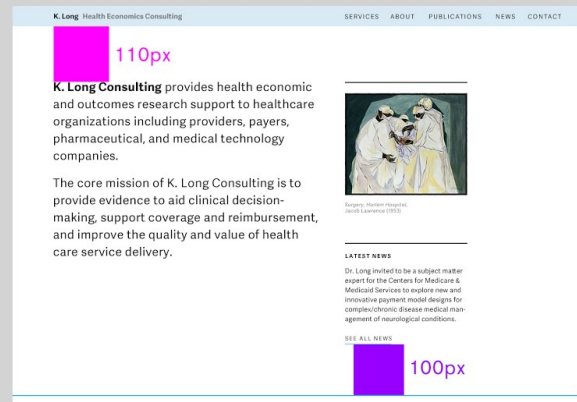 K. Long Health Economics Consulting
SERVICES ABOUT PUBLICATIONS NEWS CONTACT
110px
K. Long Consulting provides health economic
and outcomes research support to healthcare
organizations including providers, payers,
pharmaceutical, and medical technology
companies.
The core mission of K. Long Consulting is to
provide evidence to aid clinical decision-
making, support coverage and reimbursement,
and improve the quality and value of health
care service delivery.
Surgery: Harlem Hospital,
Jacob Lawrence (1953)
LATEST NEWS
Dr. Long invited to be a subject matter
expert for the Centers for Medicare &
Medicaid Services to explore new and
innovative payment model designs for
complex/chronic disease medical man-
agement of neurological conditions.
SEE ALL NEWS
100px